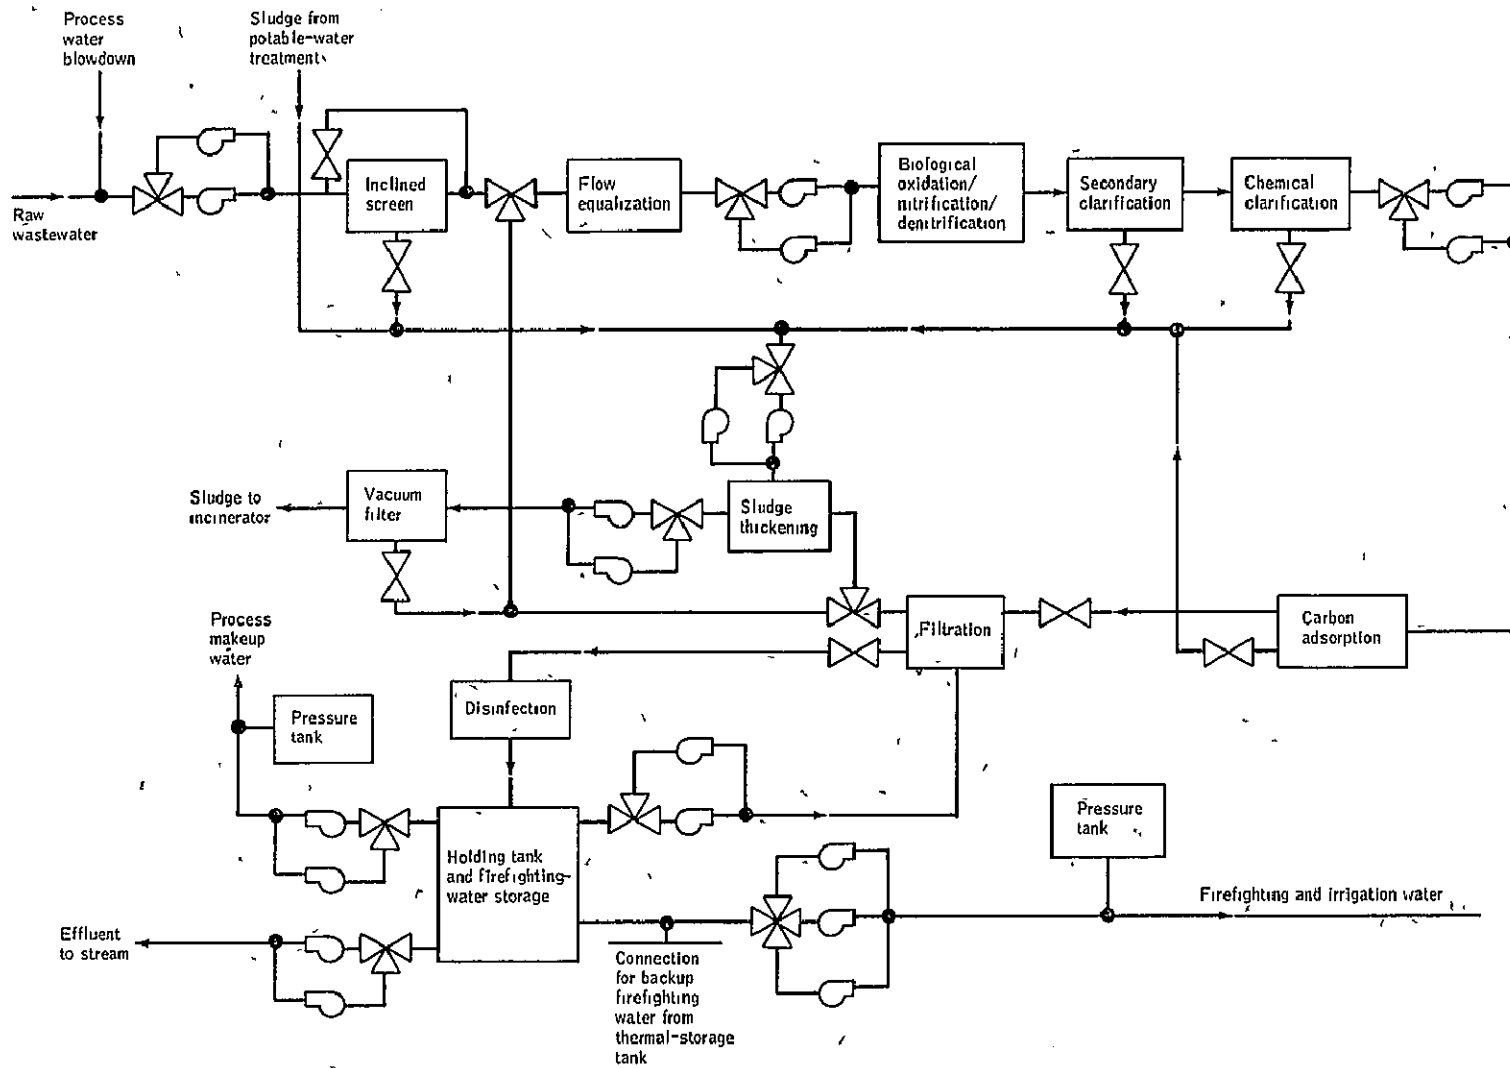 Process
water
blowdown
Sludge from
potable-water
treatment
Raw
wastewater
Inclined
screen
Flow
equalization
Biological
oxidation/
nitrification/
denitrification
Secondary
clarification
Chemical
clarification
Sludge to
incinerator
Vacuum
filter
Sludge
thickening
Process
makeup
water
Filtration
Carbon
adsorption
Pressure
tank
Disinfection
Pressure
tank
Holding tank
and firefighting-
water storage
Firefighting and irrigation water
Effluent
to stream
Connection
for backup
firefighting
water from
thermal-storage
tank